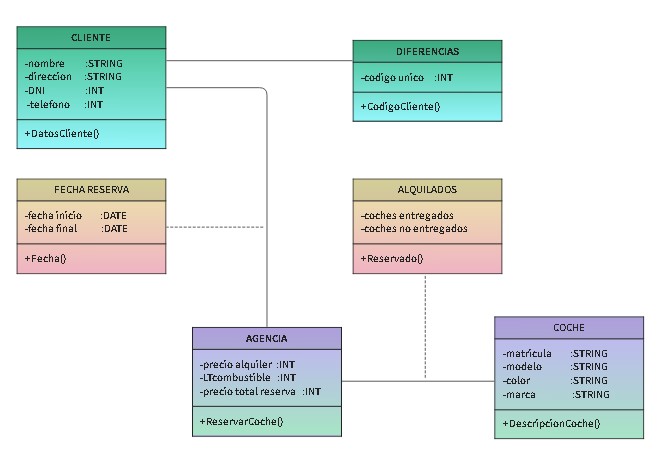 CLIENTE
-nombre :STRING
-direccion :STRING
-DNI :INT
-telefono :INT
+DatosCliente()
DIFERENCIAS
-codigo unico :INT
+CodigoCliente()
FECHA RESERVA
-fecha inicio :DATE
-fecha final :DATE
+Fecha()
ALQUILADOS
-coches entregados
-coches no entregados
+Reservado()
AGENCIA
-precio alquiler :INT
-LTcombustible :INT
-precio total reserva :INT
+ReservarCoche()
COCHE
-matricula :STRING
-modelo :STRING
-color :STRING
-marca :STRING
+DescripcionCoche()